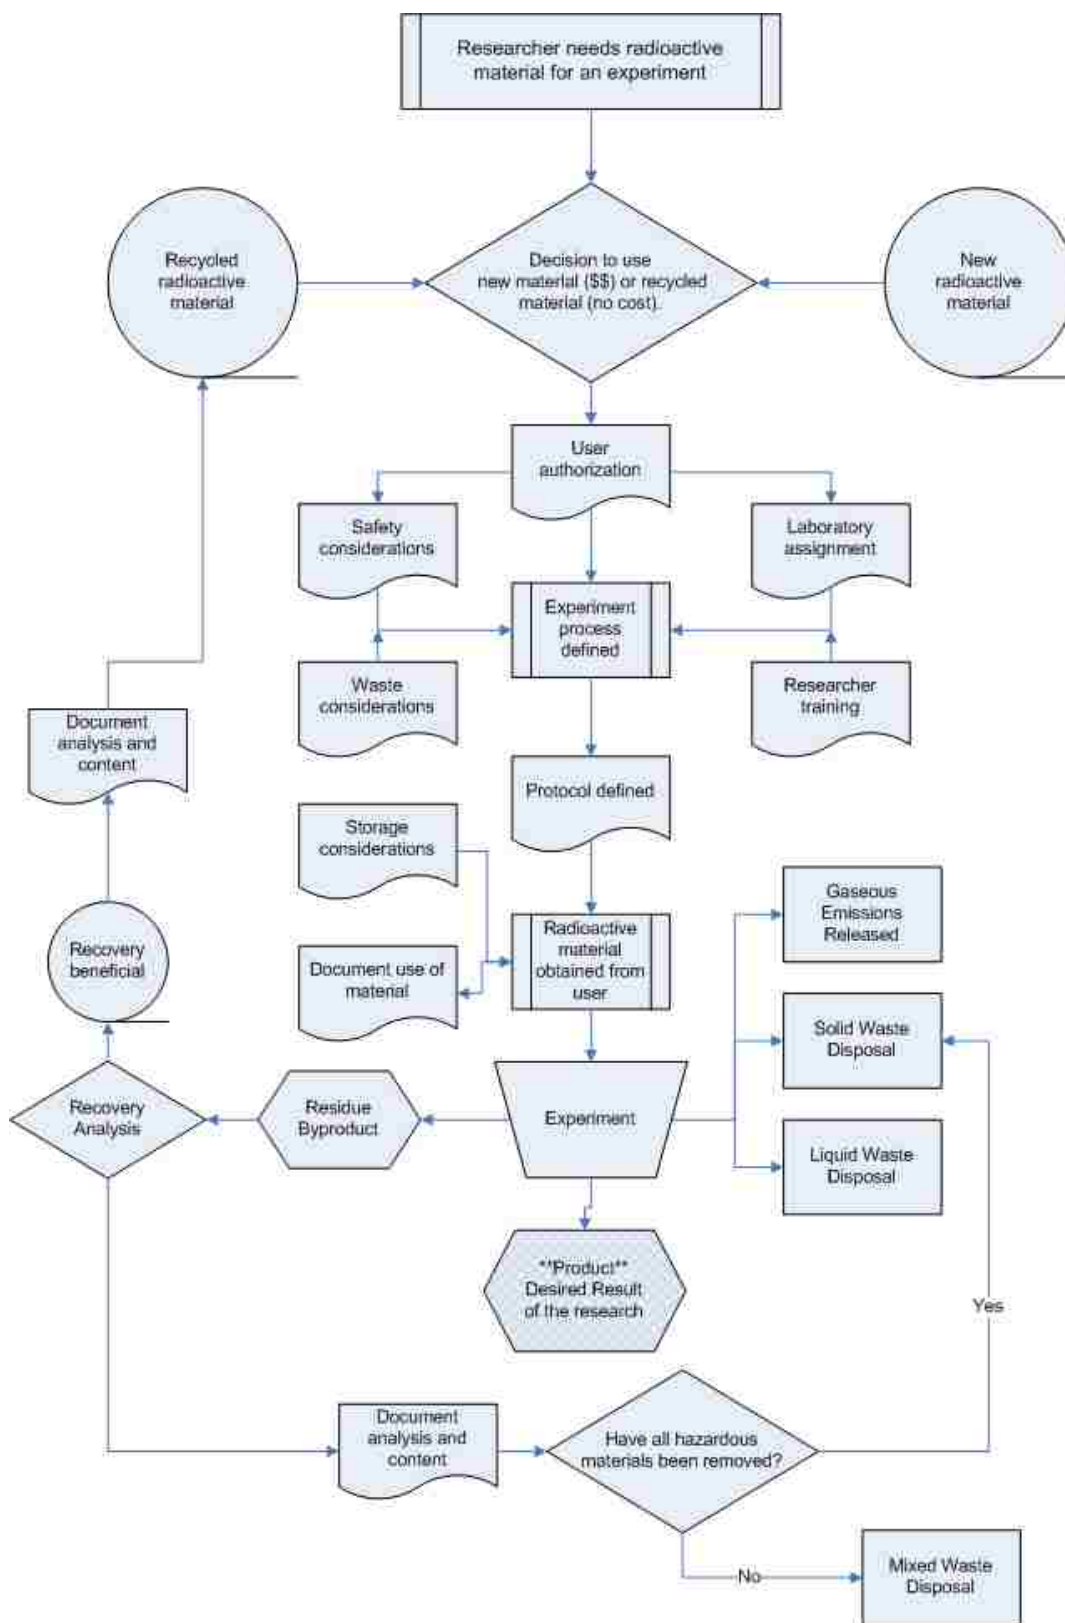 Researcher needs radioactive
material for an experiment
Recycled
radioactive
material
Decision to use
new material ($$) or recycled
material (no cost).
New
radioactive
material
User
authorization
Safety
considerations
Laboratory
assignment
Experiment
process
defined
Waste
considerations
Researcher
training
Document
analysis and
content
Protocol defined
Storage
considerations
Gaseous
Emissions
Released
Recovery
beneficial
Document use of
material
Radioactive
material
obtained from
user
Solid Waste
Disposal
Recovery
Analysis
Residue
Byproduct
Experiment
Liquid Waste
Disposal
**Product**
Desired Result
of the research
Yes
Document
analysis and
content
Have all hazardous
materials been removed?
No
Mixed Waste
Disposal